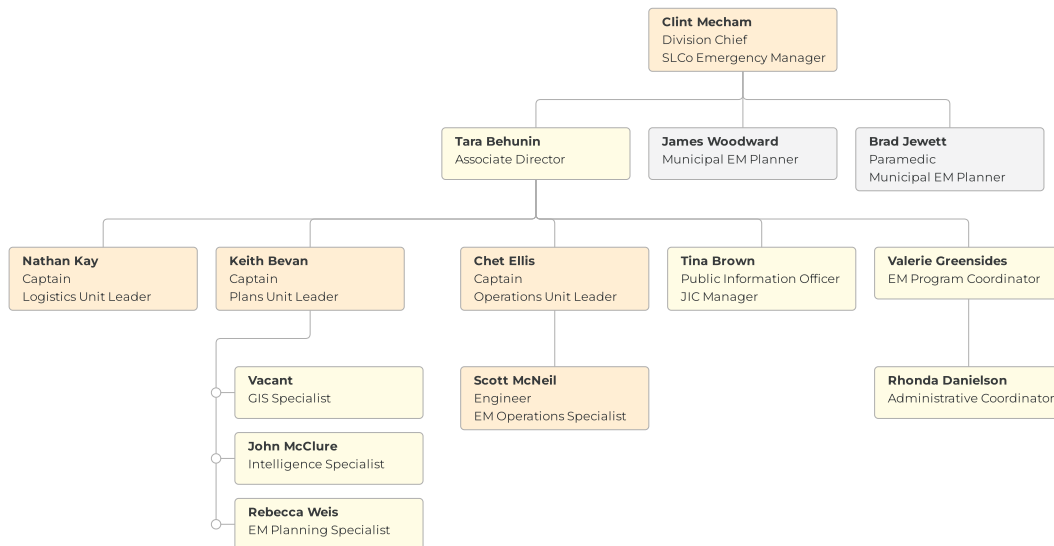 Clint Mecham
Division Chief
SLCo Emergency Manager
Tara Behunin
Associate Director
James Woodward
Municipal EM Planner
Brad Jewett
Paramedic
Municipal EM Planner
Nathan Kay
Captain
Logistics Unit Leader
Keith Bevan
Captain
Plans Unit Leader
Chet Ellis
Captain
Operations Unit Leader
Tina Brown
Public Information Officer
JIC Manager
Valerie Greensides
EM Program Coordinator
Vacant
GIS Specialist
John McClure
Intelligence Specialist
Rebecca Weis
EM Planning Specialist
Scott McNeil
Engineer
EM Operations Specialist
Rhonda Danielson
Administrative Coordinator